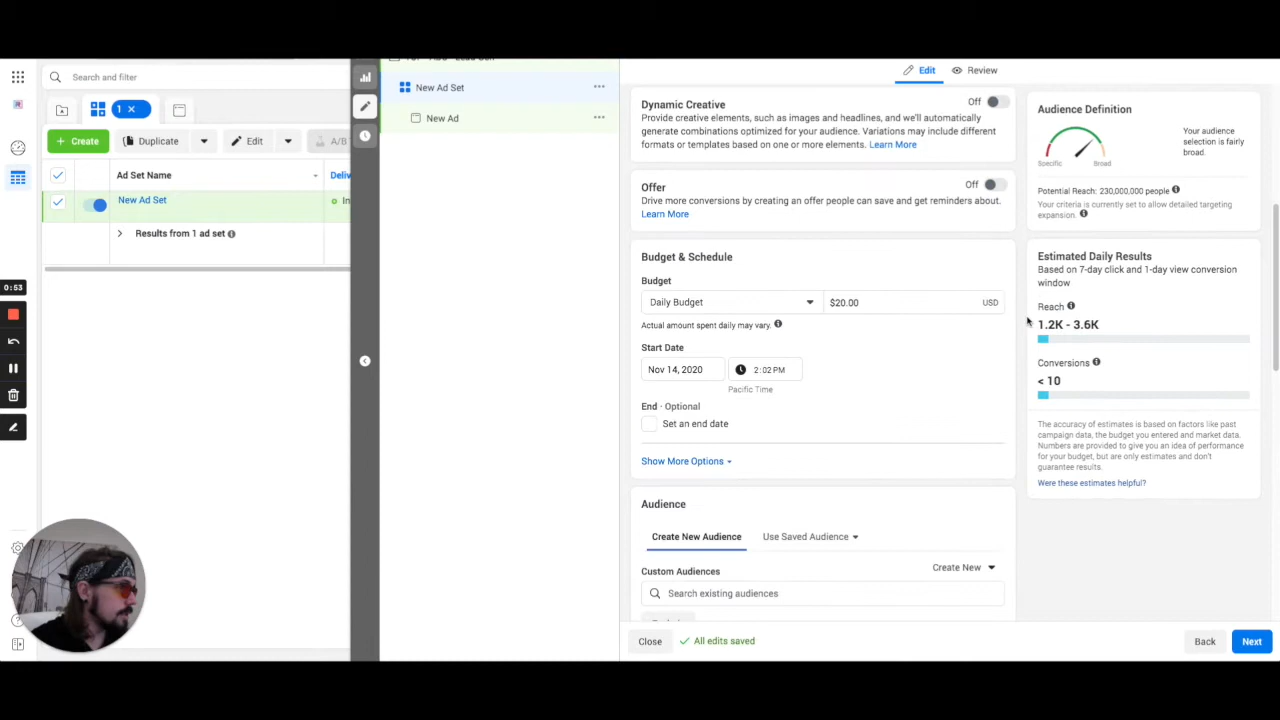 Search and filter
1 ×
+ Create
Duplicate
Edit
A/B
Ad Set Name
Deliv
New Ad Set
In
Results from 1 ad set
0:53
New Ad Set
New Ad
Edit
Review
Dynamic Creative
Off
Provide creative elements, such as images and headlines, and we'll automatically
generate combinations optimized for your audience. Variations may include different
formats or templates based on one or more elements. Learn More
Offer
Off
Drive more conversions by creating an offer people can save and get reminders about.
Learn More
Budget & Schedule
Budget
Daily Budget
$20.00
USD
Actual amount spent daily may vary.
Start Date
Nov 14, 2020
2:02 PM
Pacific Time
End · Optional
Set an end date
Show More Options
Audience
Create New Audience
Use Saved Audience
Custom Audiences
Create New
Search existing audiences
Close
All edits saved
Back
Next
Audience Definition
Specific
Broad
Your audience
selection is fairly
broad.
Potential Reach: 230,000,000 people
Your criteria is currently set to allow detailed targeting
expansion.
Estimated Daily Results
Based on 7-day click and 1-day view conversion
window
Reach
1.2K - 3.6K
Conversions
< 10
The accuracy of estimates is based on factors like past
campaign data, the budget you entered and market data.
Numbers are provided to give you an idea of performance
for your budget, but are only estimates and don't
guarantee results.
Were these estimates helpful?